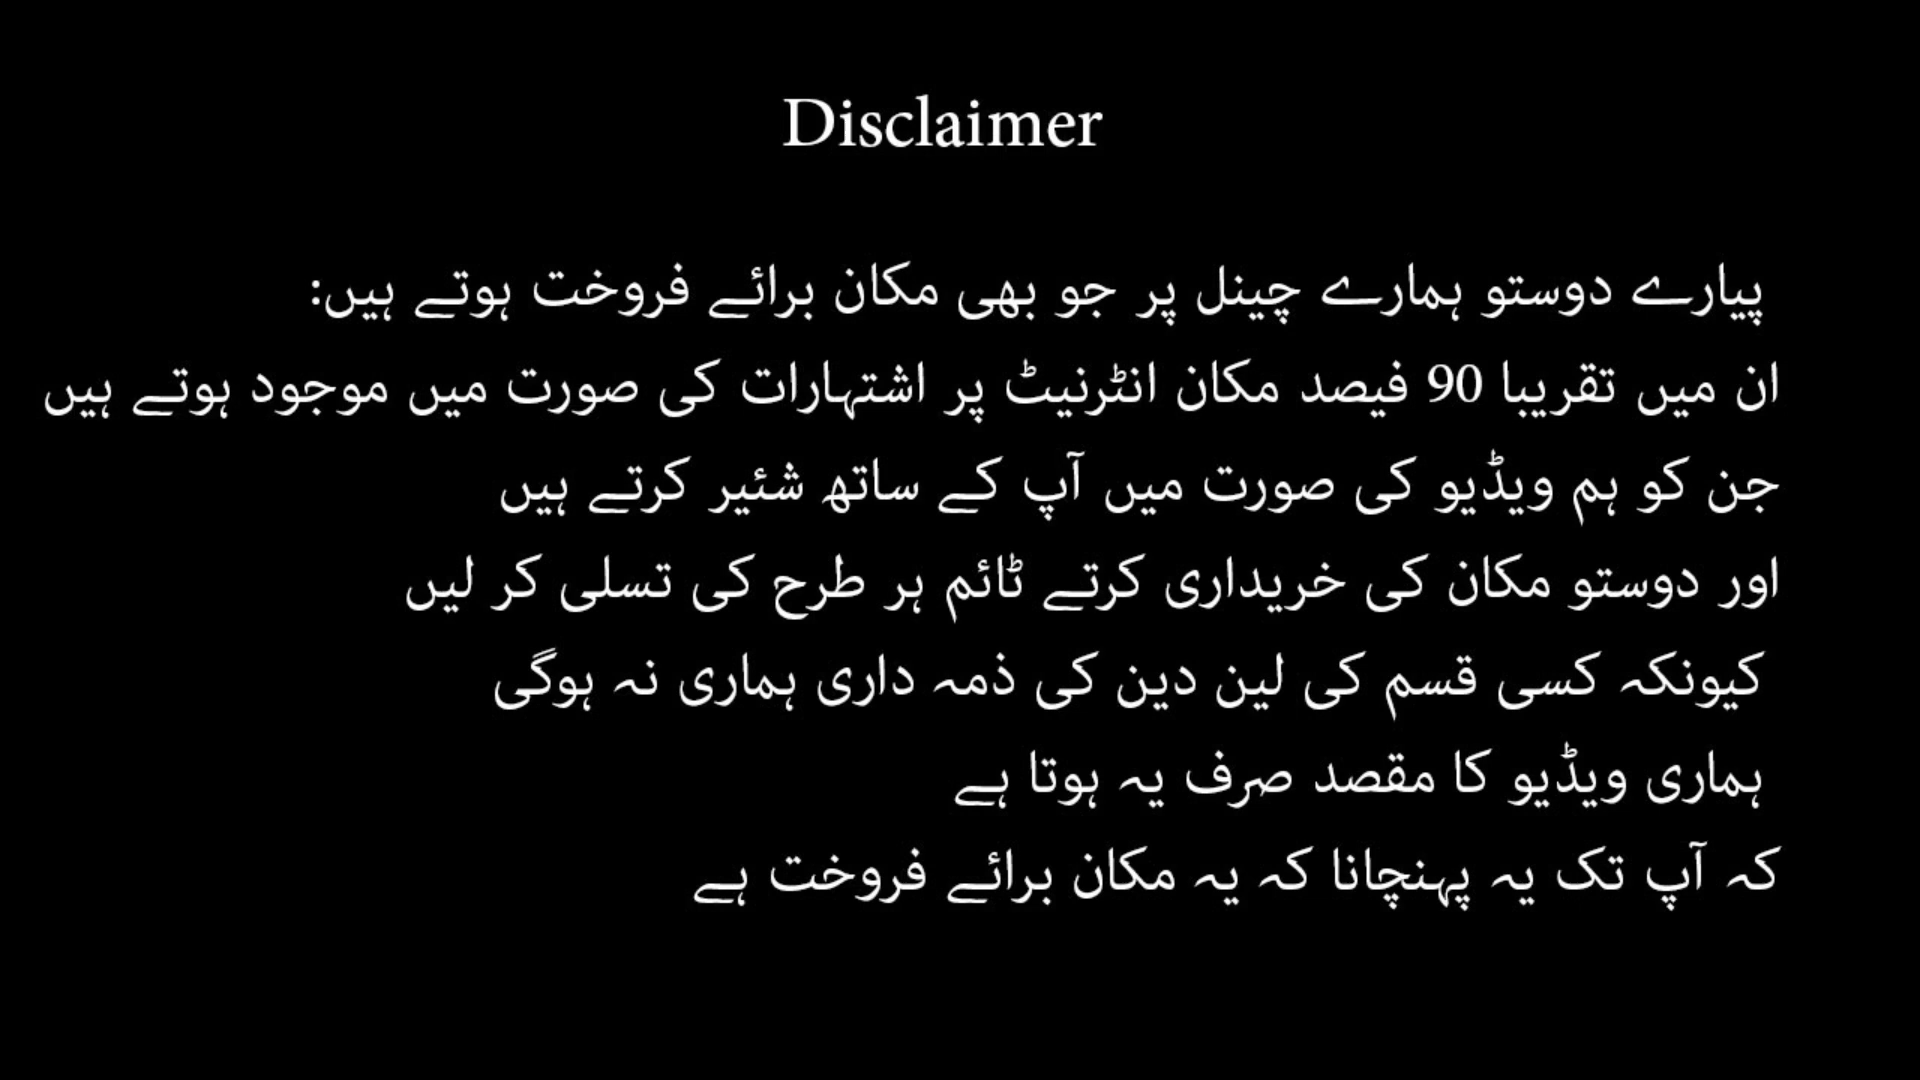 Disclaimer
پیارے دوستو ہمارے چینل پر جو بھی مکان برائے فروخت ہوتے ہیں:
ان میں تقریبا 90 فیصد مکان انٹرنیٹ پر اشتہارات کی صورت میں موجود ہوتے ہیں
جن کو ہم ویڈیو کی صورت میں آپ کے ساتھ شئیر کرتے ہیں
اور دوستو مکان کی خریداری کرتے ٹائم ہر طرح کی تسلی کر لیں
کیونکہ کسی قسم کی لین دین کی ذمہ داری ہماری نہ ہوگی
ہماری ویڈیو کا مقصد صرف یہ ہوتا ہے
کہ آپ تک یہ پہنچانا کہ یہ مکان برائے فروخت ہے